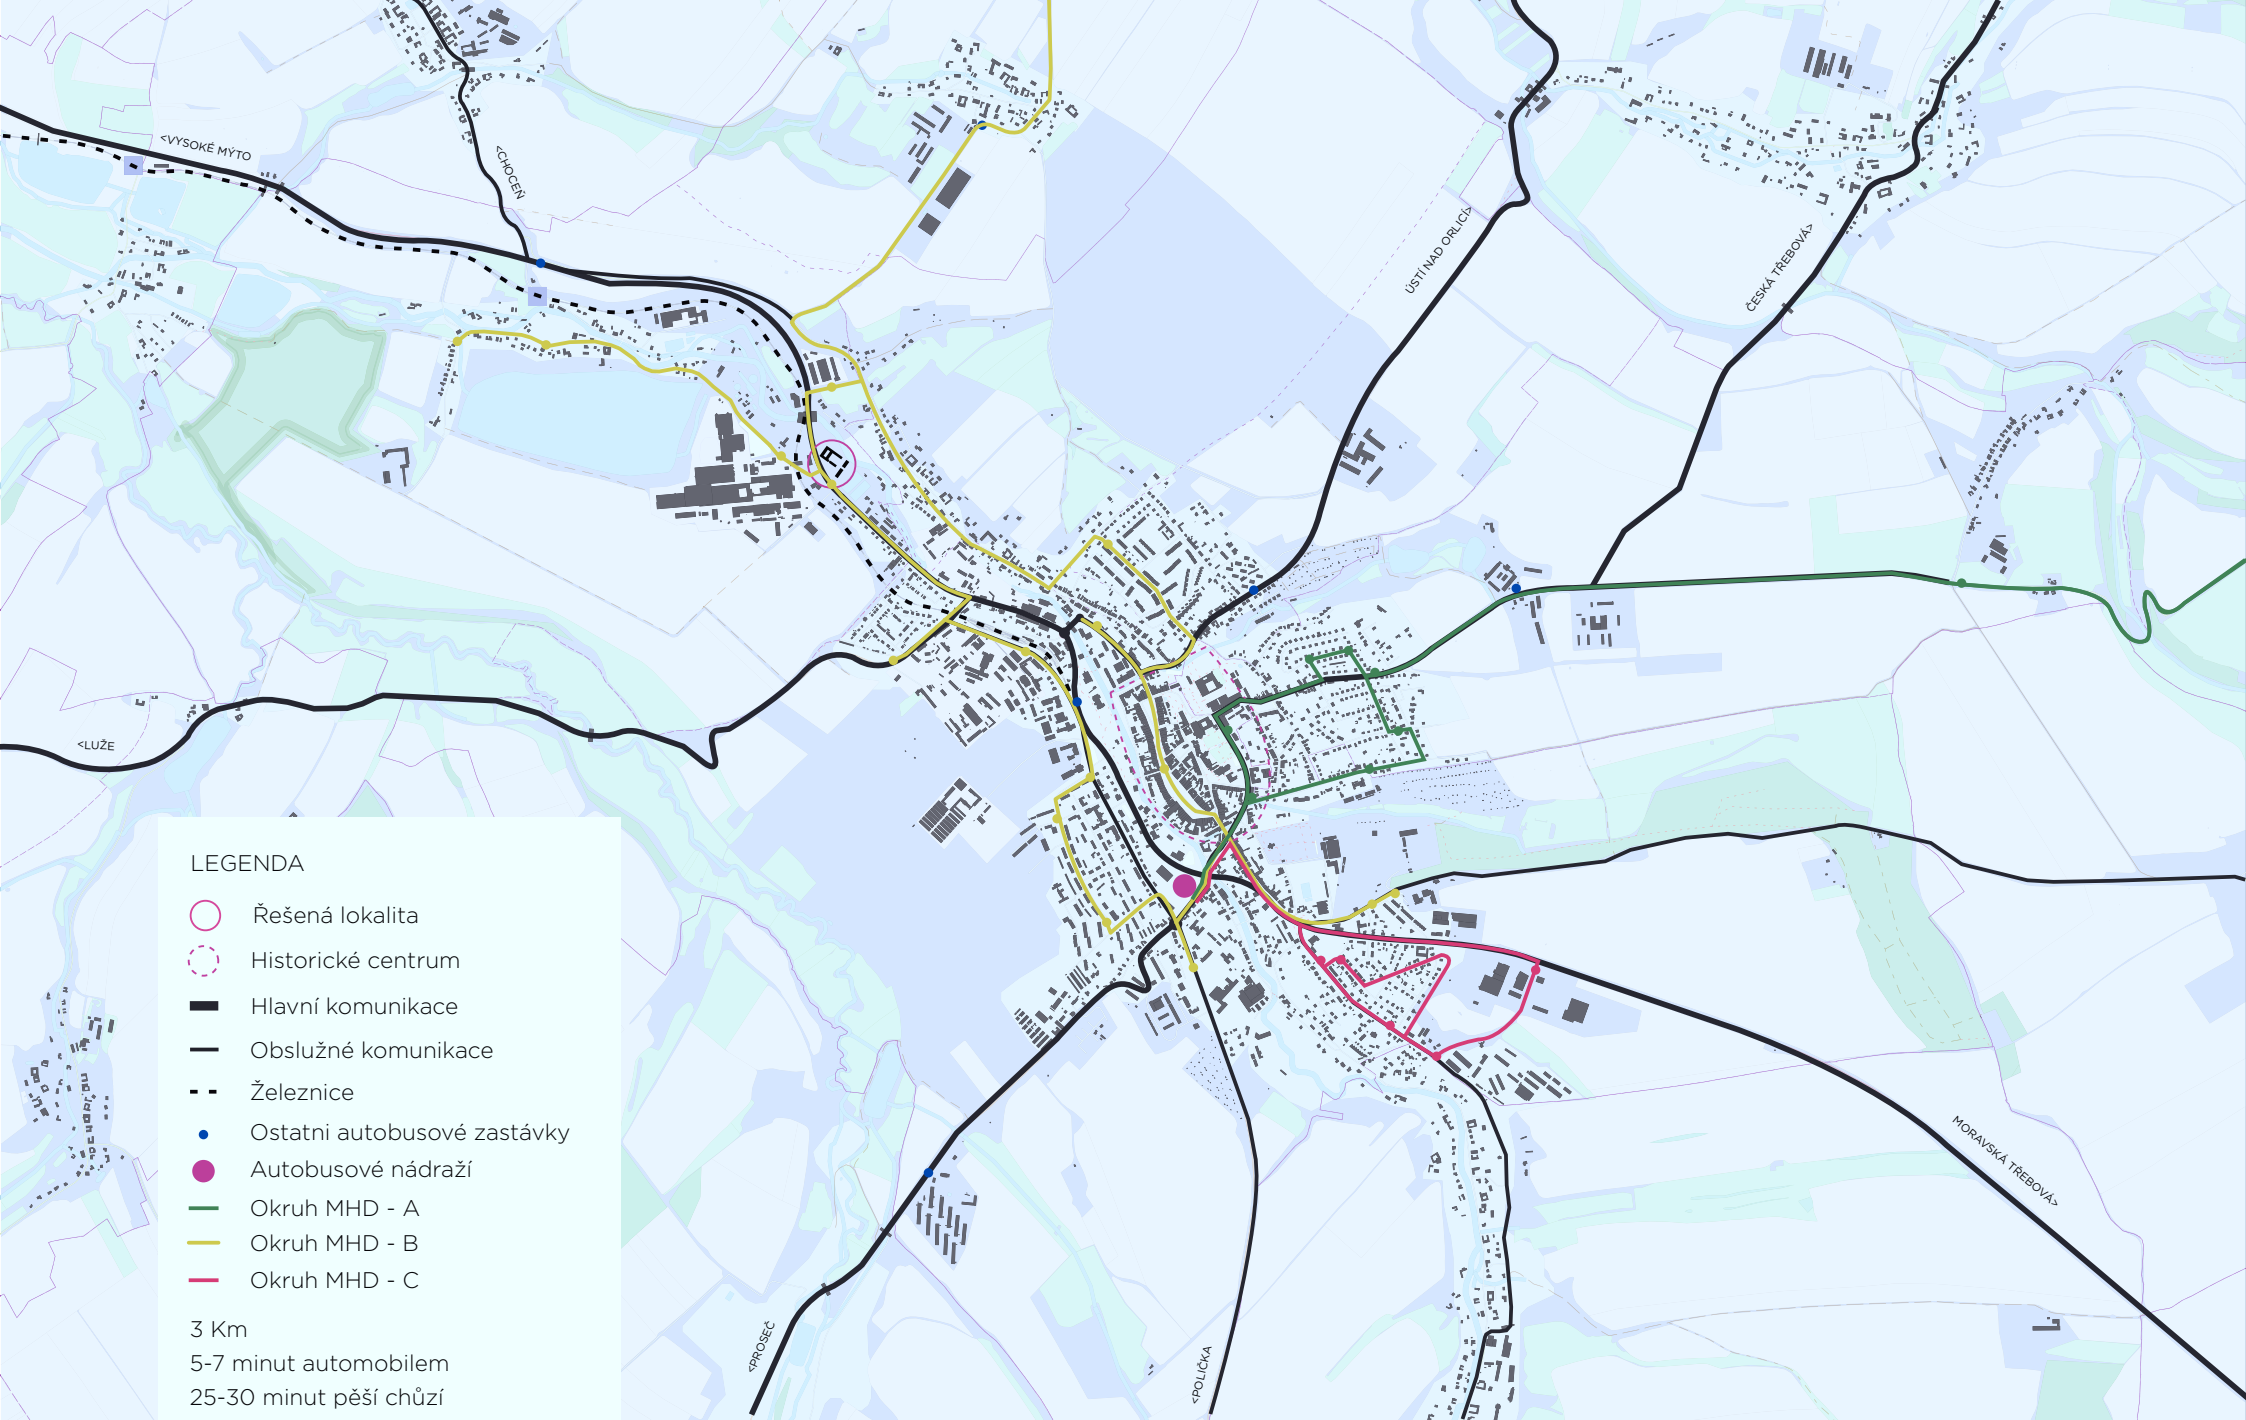 <VYSOKÉ MÝTO
<CHOCEŇ
ÚSTÍ NAD ORLICÍ>
ČESKÁ TŘEBOVÁ>
<LUŽE
MORAVSKÁ TŘEBOVÁ>
<PROSEČ
<POLIČKA
LEGENDA
Řešená lokalita
Historické centrum
Hlavní komunikace
Obslužné komunikace
Železnice
Ostatni autobusové zastávky
Autobusové nádraží
Okruh MHD - A
Okruh MHD - B
Okruh MHD - C
3 Km
5-7 minut automobilem
25-30 minut pěší chůzí